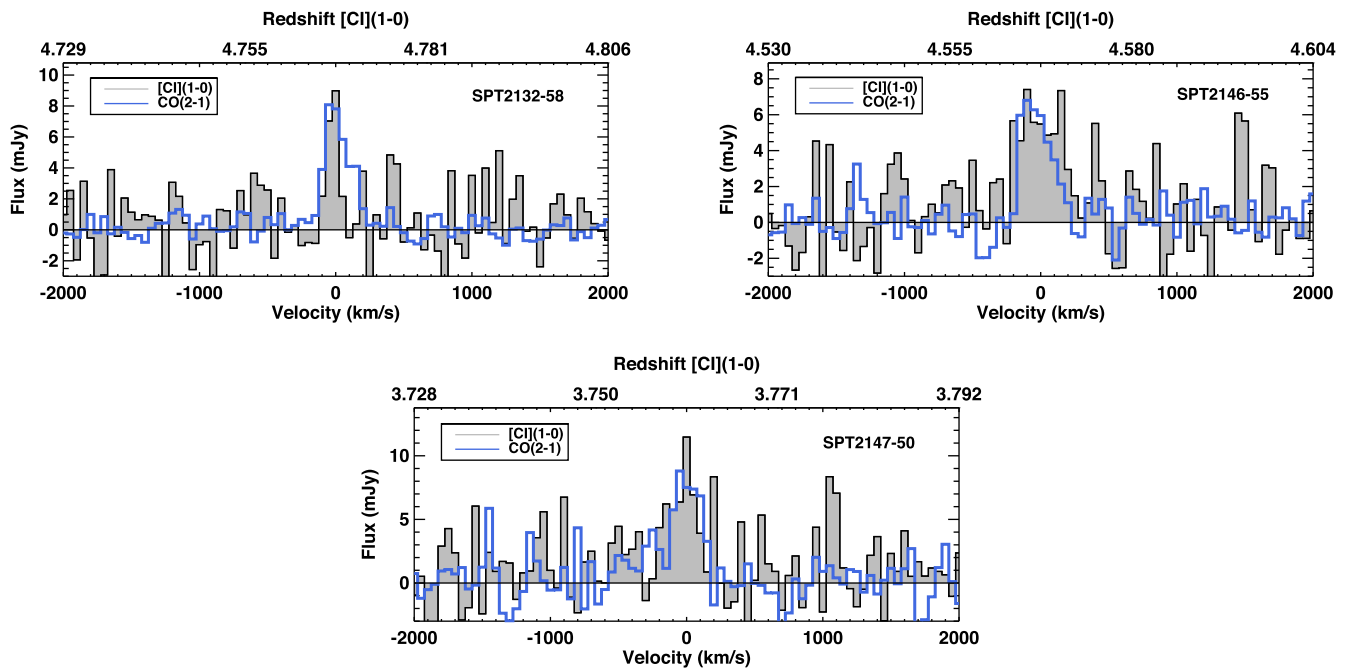 Redshift [CI](1-0)
4.729 4.755 4.781 4.806
10
8
6
4
2
0
-2
Flux (mJy)
[CI](1-0)
CO(2-1)
SPT2132-58
-2000 -1000 0 1000 2000
Velocity (km/s)
Redshift [CI](1-0)
4.530 4.555 4.580 4.604
8
6
4
2
0
-2
Flux (mJy)
[CI](1-0)
CO(2-1)
SPT2146-55
-2000 -1000 0 1000 2000
Velocity (km/s)
Redshift [CI](1-0)
3.728 3.750 3.771 3.792
10
5
0
Flux (mJy)
[CI](1-0)
CO(2-1)
SPT2147-50
-2000 -1000 0 1000 2000
Velocity (km/s)